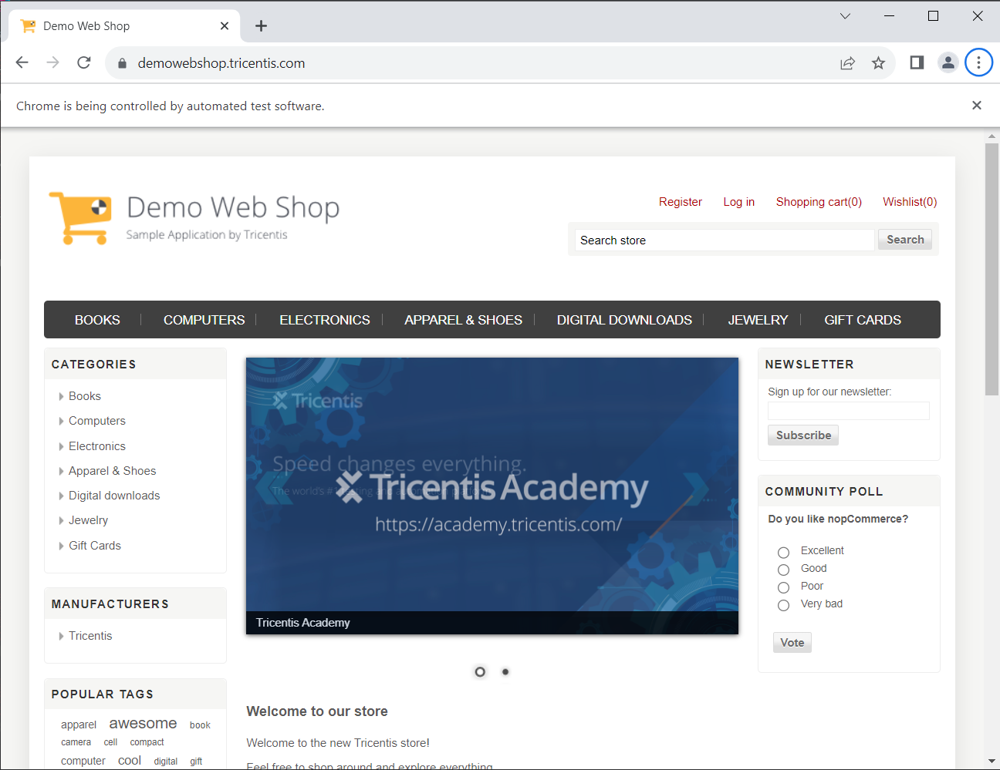 Demo Web Shop
demowebshop.tricentis.com
Chrome is being controlled by automated test software.
Demo Web Shop
Sample Application by Tricentis
Register Log in Shopping cart(0) Wishlist(0)
Search store Search
BOOKS COMPUTERS ELECTRONICS APPAREL & SHOES DIGITAL DOWNLOADS JEWELRY GIFT CARDS
CATEGORIES
Books
Computers
Electronics
Apparel & Shoes
Digital downloads
Jewelry
Gift Cards
MANUFACTURERS
Tricentis
POPULAR TAGS
apparel awesome book
camera cell compact
computer cool digital gift
Tricentis
Speed changes everything.
The world's #1 testing and automation platform
Tricentis Academy
https://academy.tricentis.com/
Tricentis Academy
Welcome to our store
Welcome to the new Tricentis store!
Feel free to shop around and explore everything.
NEWSLETTER
Sign up for our newsletter:
Subscribe
COMMUNITY POLL
Do you like nopCommerce?
Excellent
Good
Poor
Very bad
Vote